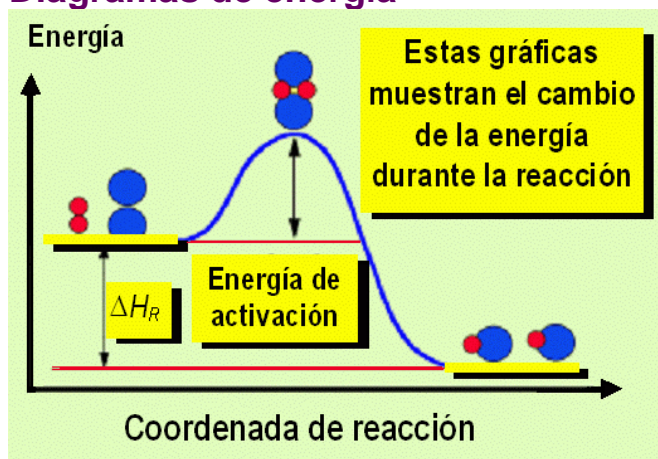 Diagramas de energía
Energía
Estas gráficas
muestran el cambio
de la energía
durante la reacción
ΔHR
Energía de
activación
Coordenada de reacción